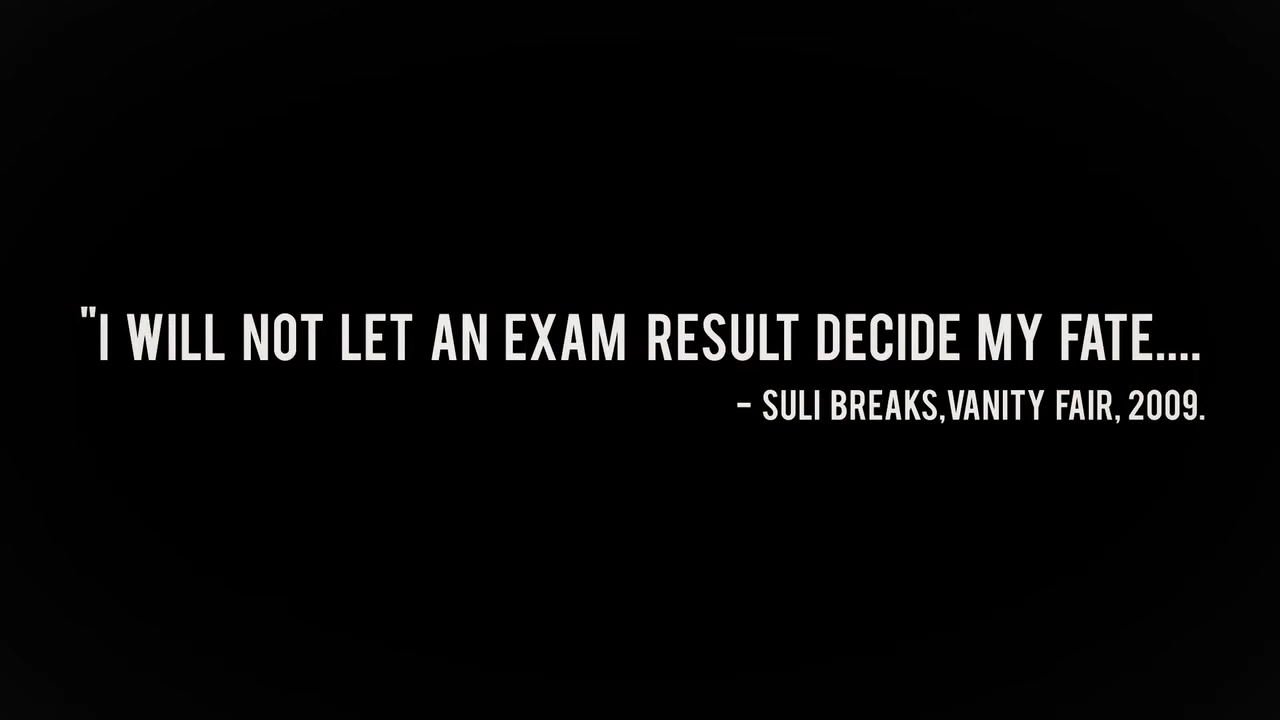 "I WILL NOT LET AN EXAM RESULT DECIDE MY FATE....
- SULI BREAKS,VANITY FAIR, 2009.